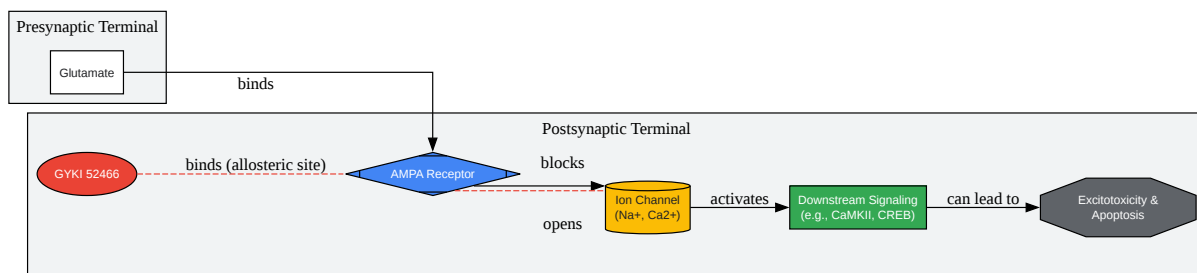 Presynaptic Terminal
Glutamate
binds
Postsynaptic Terminal
GYKI 52466
binds (allosteric site)
AMPA Receptor
blocks
opens
Ion Channel
(Na+, Ca2+)
activates
Downstream Signaling
(e.g., CaMKII, CREB)
can lead to
Excitotoxicity &
Apoptosis